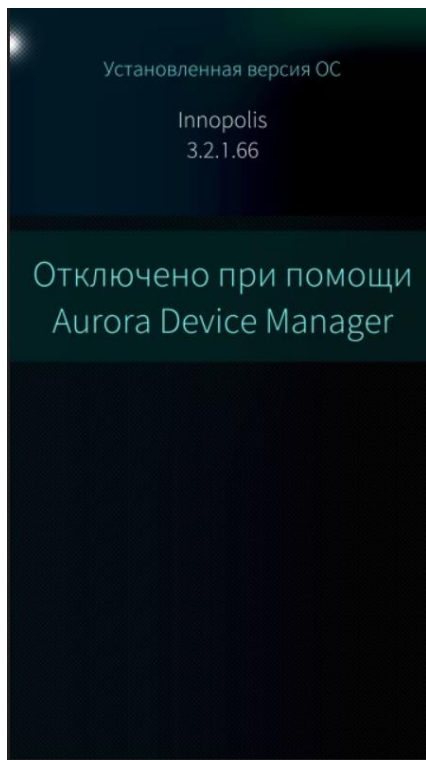 Установленная версия ОС
Innopolis
3.2.1.66
Отключено при помощи
Aurora Device Manager